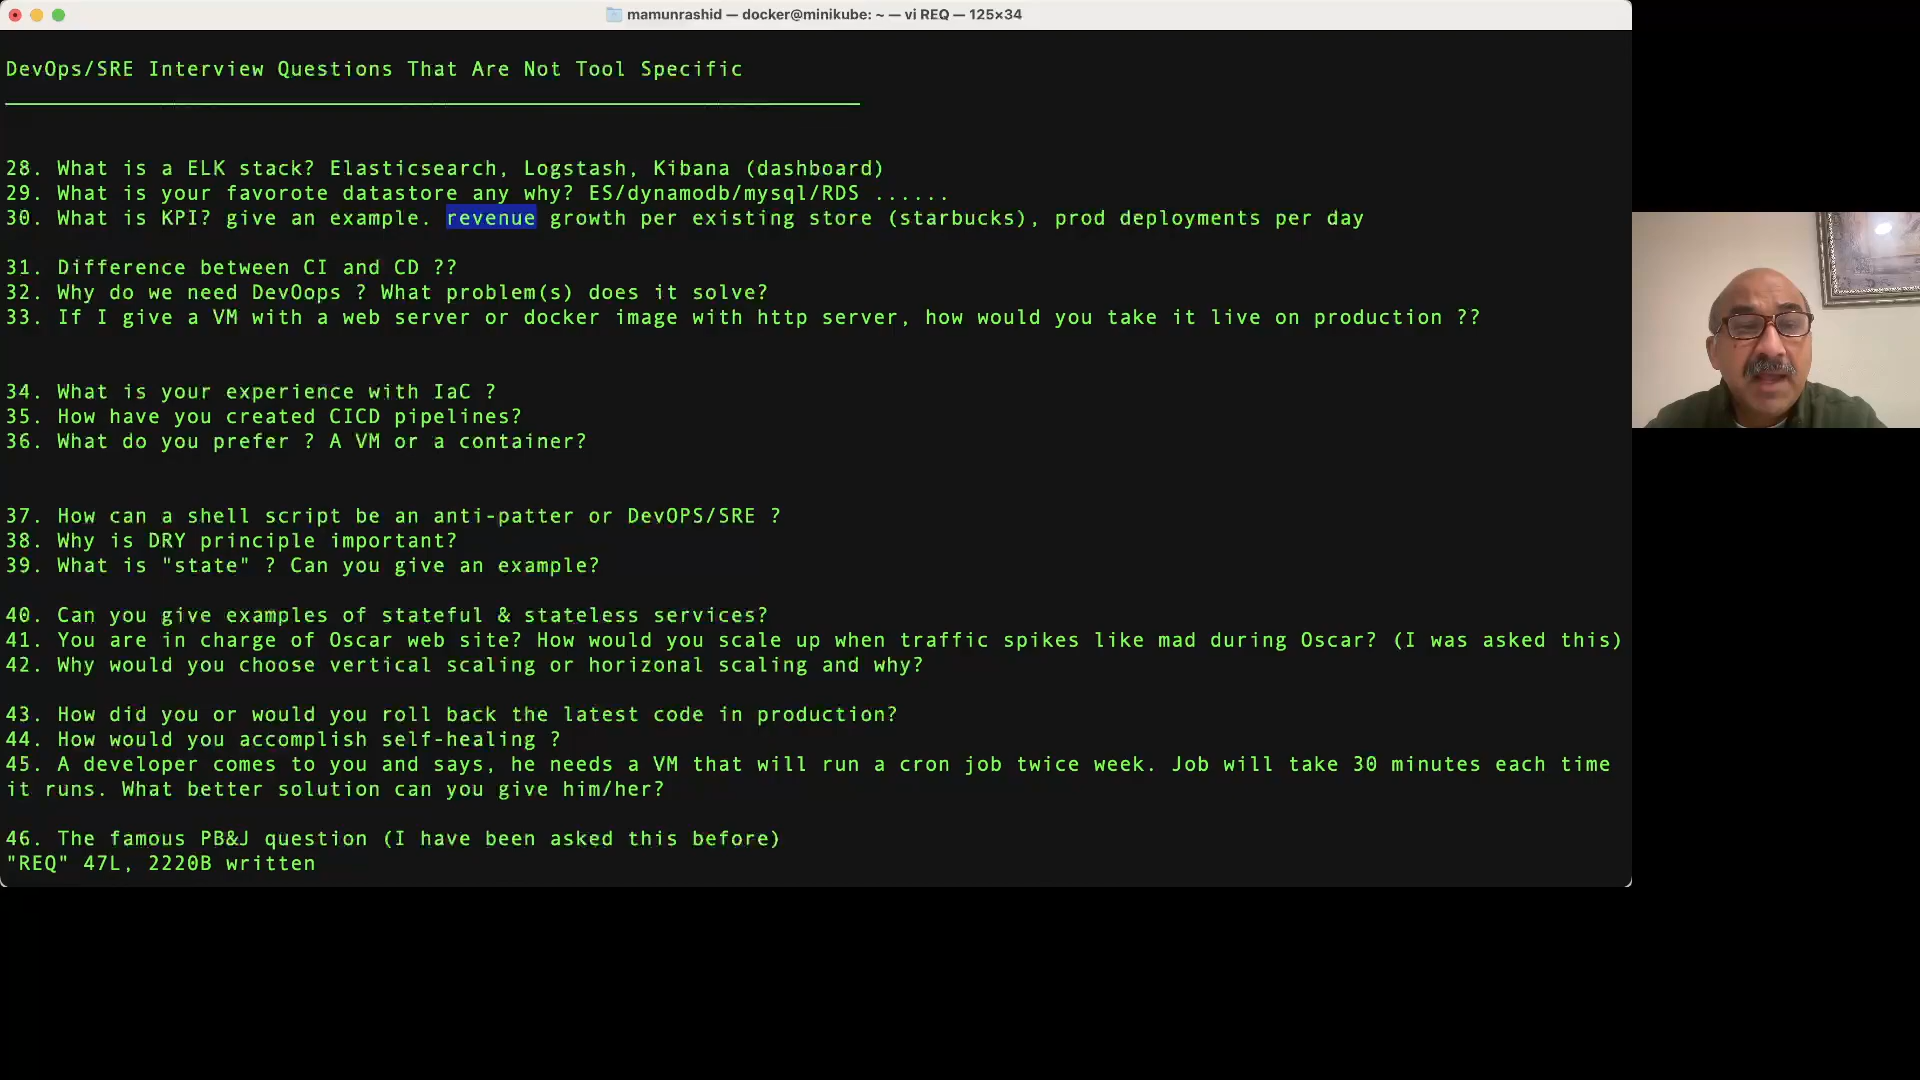 mamunrashid — docker@minikube: ~ — vi REQ — 125×34
DevOps/SRE Interview Questions That Are Not Tool Specific
28. What is a ELK stack? Elasticsearch, Logstash, Kibana (dashboard)
29. What is your favorote datastore any why? ES/dynamodb/mysql/RDS ......
30. What is KPI? give an example. revenue growth per existing store (starbucks), prod deployments per day
31. Difference between CI and CD ??
32. Why do we need DevOops ? What problem(s) does it solve?
33. If I give a VM with a web server or docker image with http server, how would you take it live on production ??
34. What is your experience with IaC ?
35. How have you created CICD pipelines?
36. What do you prefer ? A VM or a container?
37. How can a shell script be an anti-patter or DevOPS/SRE ?
38. Why is DRY principle important?
39. What is "state" ? Can you give an example?
40. Can you give examples of stateful & stateless services?
41. You are in charge of Oscar web site? How would you scale up when traffic spikes like mad during Oscar? (I was asked this)
42. Why would you choose vertical scaling or horizonal scaling and why?
43. How did you or would you roll back the latest code in production?
44. How would you accomplish self-healing ?
45. A developer comes to you and says, he needs a VM that will run a cron job twice week. Job will take 30 minutes each time
it runs. What better solution can you give him/her?
46. The famous PB&J question (I have been asked this before)
"REQ" 47L, 2220B written